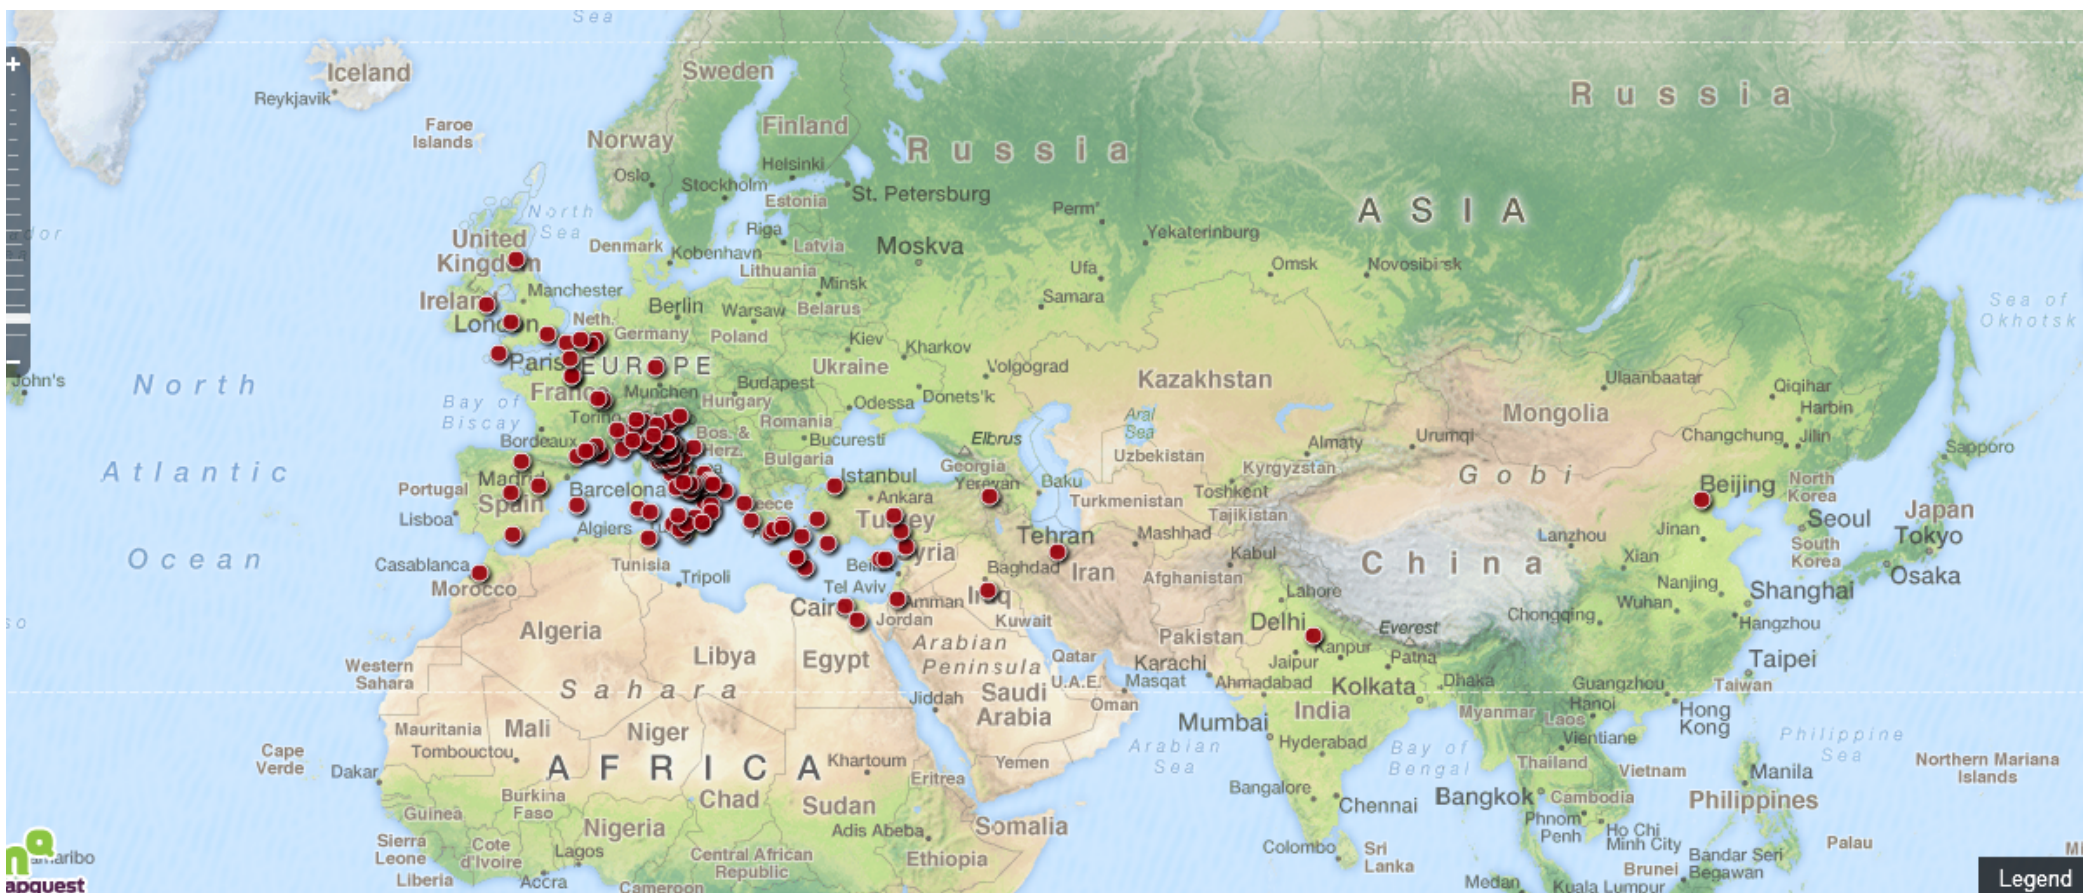 Sea
Iceland
Reykjavik
Faroe
Islands
Sweden
Finland
Norway
Helsinki
Oslo
Stockholm
St. Petersburg
Estonia
Russia
Russia
ASIA
North
Sea
Riga
Latvia
Moskva
Perm'
Yekaterinburg
United
Kingdom
Denmark
Kobenhavn
Lithuania
Minsk
Ufa
Omsk
Novosibirsk
Samara
Manchester
Ireland
London
Neth.
Berlin
Warsaw
Belarus
Germany
Poland
Kiev
Kharkov
Sea of
Okhotsk
Paris
EUROPE
Ukraine
Volgograd
Kazakhstan
Ulaanbaatar
Qiqihar
John's
North
Atlantic
Ocean
France
Munchen
Budapest
Hungary
Odessa
Donets'k
Mongolia
Harbin
Bay of
Biscay
Torino
Romania
Bordeaux
Bos. &
Herz.
Bucuresti
Elbrus
Aral
Sea
Almaty
Urumqi
Changchung
Jilin
Sapporo
Bulgaria
Georgia
Uzbekistan
Kyrgyzstan
Gobi
Madrid
Istanbul
Yerevan
Baku
Toshkent
Beijing
North
Korea
Portugal
Spain
Barcelona
Ankara
Turkmenistan
Tajikistan
Japan
Lisboa
Algiers
Turkey
Tehran
Mashhad
Lanzhou
Jinan
Seoul
Tokyo
South
Korea
Casablanca
Tunisia
Syria
Baghdad
Iran
Kabul
Afghanistan
China
Xian
Morocco
Tripoli
Tel Aviv
Lahore
Nanjing
Shanghai
Osaka
Cairo
Amman
Iraq
Jordan
Kuwait
Delhi
Everest
Chongqing
Wuhan
Hangzhou
Algeria
Arabian
Peninsula
Pakistan
Kanpur
Western
Sahara
Libya
Egypt
Qatar
Karachi
Jaipur
Patna
Taipei
Sahara
Jiddah
Saudi
Arabia
U.A.E.
Masqat
Ahmadabad
Kolkata
Dhaka
Guangzhou
Taiwan
Mauritania
Mali
Niger
Oman
Mumbai
India
Myanmar
Laos
Hanoi
Hong
Kong
Cape
Verde
Tombouctou
Vientiane
Philippine
Sea
Dakar
AFRICA
Khartoum
Eritrea
Yemen
Arabian
Sea
Hyderabad
Bay of
Bengal
Thailand
Vietnam
Manila
Northern Mariana
Islands
Guinea
Burkina
Faso
Chad
Sudan
Bangalore
Chennai
Bangkok
Cambodia
Philippines
Nigeria
Adis Abeba
Somalia
Phnom
Penh
Ho Chi
Minh City
Sierra
Leone
Cote
d'Ivoire
Lagos
Central African
Republic
Ethiopia
Colombo
Sri
Lanka
Palau
Liberia
Accra
Cameroon
Medan
Kuala Lumpur
Brunei
Bandar Seri
Begawan
Legend